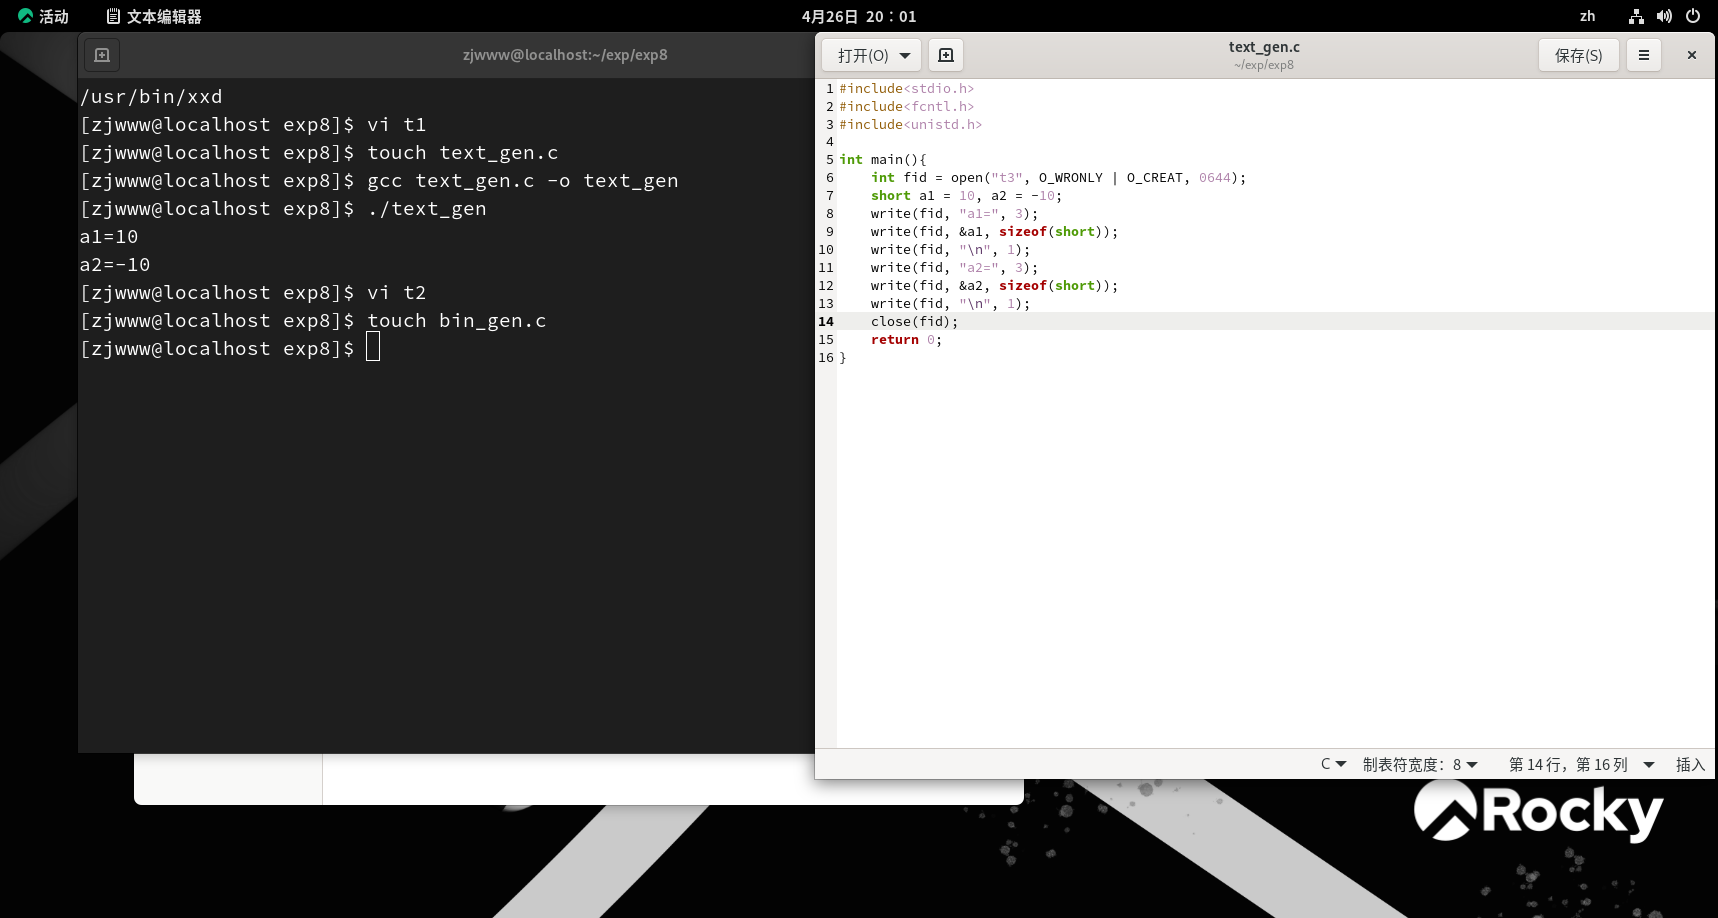 活动 文本编辑器 4月26日 20：01 zh
zjwww@localhost:~/exp/exp8
/usr/bin/xxd
[zjwww@localhost exp8]$ vi t1
[zjwww@localhost exp8]$ touch text_gen.c
[zjwww@localhost exp8]$ gcc text_gen.c -o text_gen
[zjwww@localhost exp8]$ ./text_gen
a1=10
a2=-10
[zjwww@localhost exp8]$ vi t2
[zjwww@localhost exp8]$ touch bin_gen.c
[zjwww@localhost exp8]$
打开(O) text_gen.c 保存(S)
~/exp/exp8
1 #include<stdio.h>
2 #include<fcntl.h>
3 #include<unistd.h>
4
5 int main(){
6     int fid = open("t3", O_WRONLY | O_CREAT, 0644);
7     short a1 = 10, a2 = -10;
8     write(fid, "a1=", 3);
9     write(fid, &a1, sizeof(short));
10     write(fid, "\n", 1);
11     write(fid, "a2=", 3);
12     write(fid, &a2, sizeof(short));
13     write(fid, "\n", 1);
14     close(fid);
15     return 0;
16 }
C 制表符宽度：8 第 14 行，第 16 列 插入
Rocky